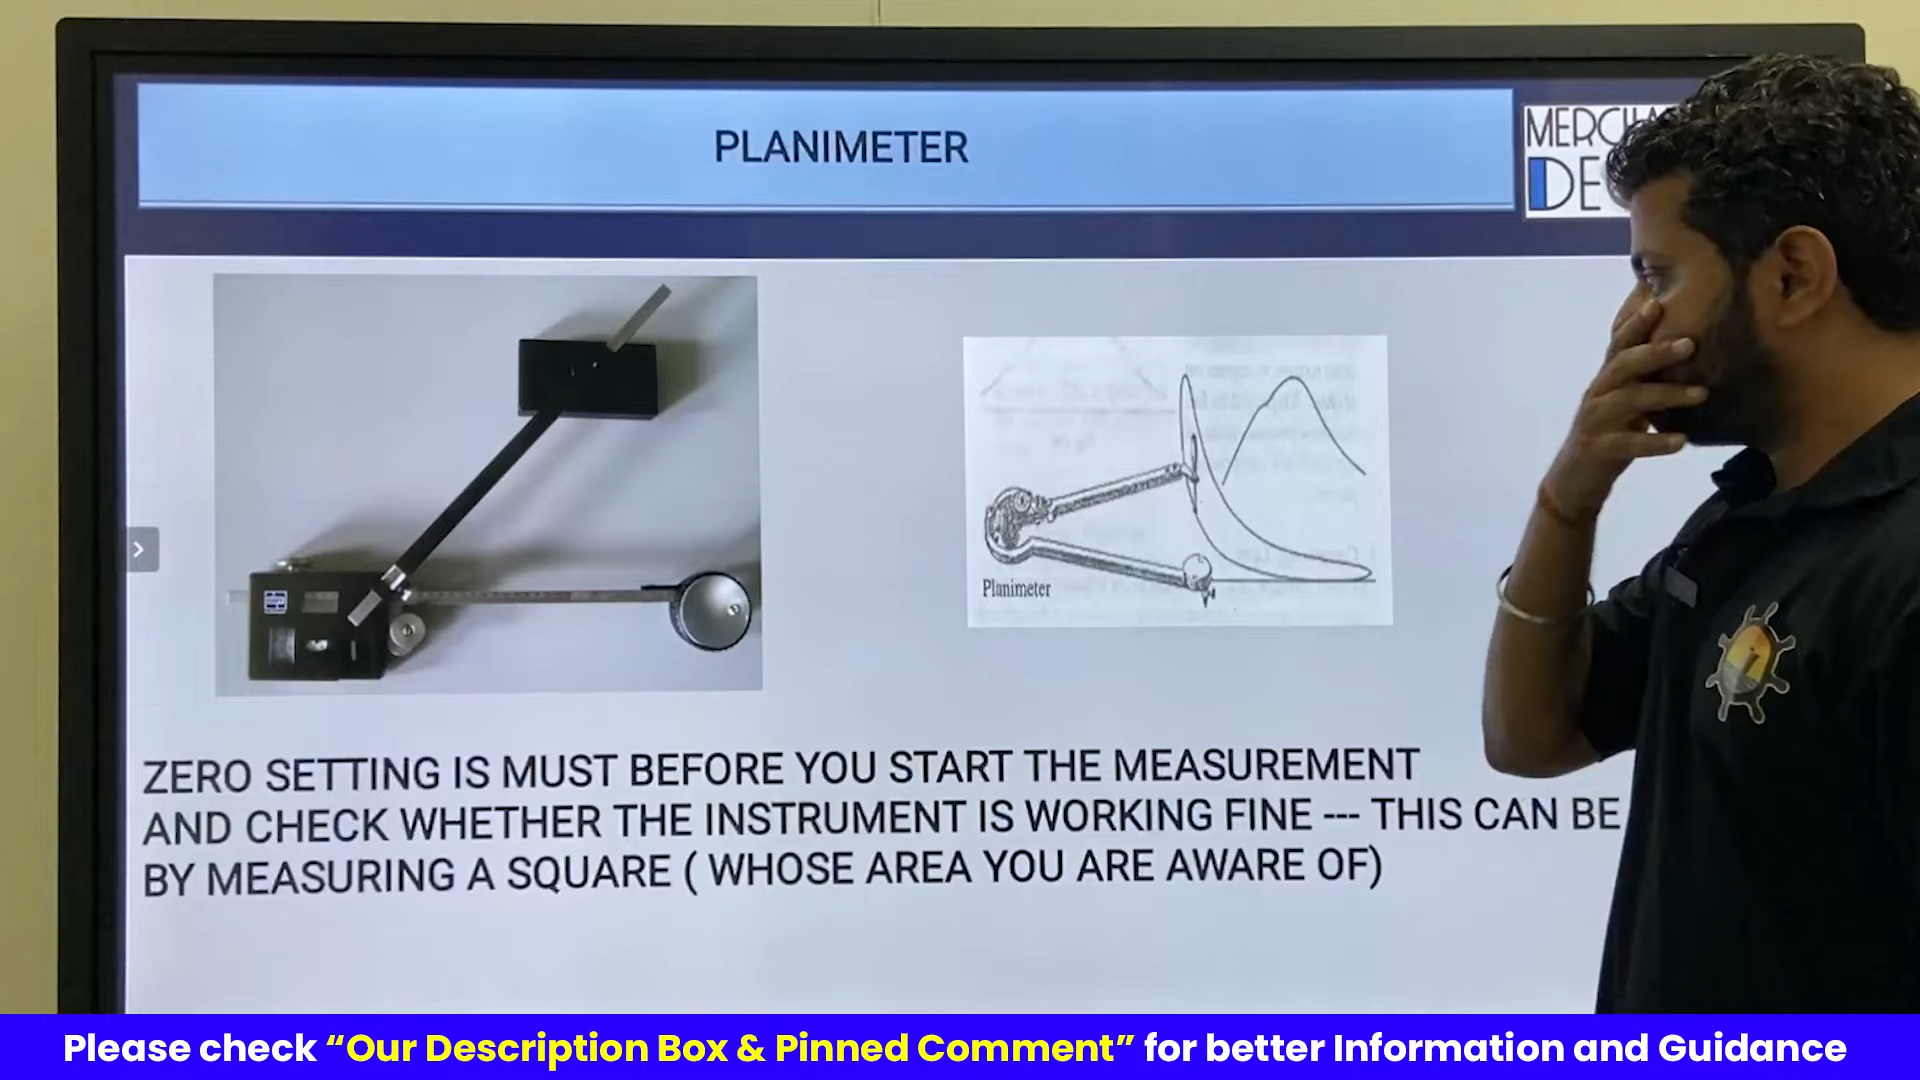 PLANIMETER
Planimeter
ZERO SETTING IS MUST BEFORE YOU START THE MEASUREMENT
AND CHECK WHETHER THE INSTRUMENT IS WORKING FINE --- THIS CAN BE
BY MEASURING A SQUARE ( WHOSE AREA YOU ARE AWARE OF)
Please check “Our Description Box & Pinned Comment” for better Information and Guidance